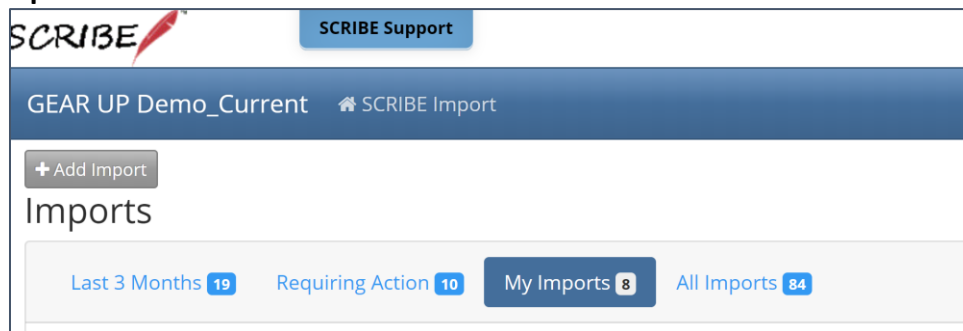 SCRIBE
SCRIBE Support
GEAR UP Demo_Current SCRIBE Import
+ Add Import
Imports
Last 3 Months 19 Requiring Action 10 My Imports 8 All Imports 84